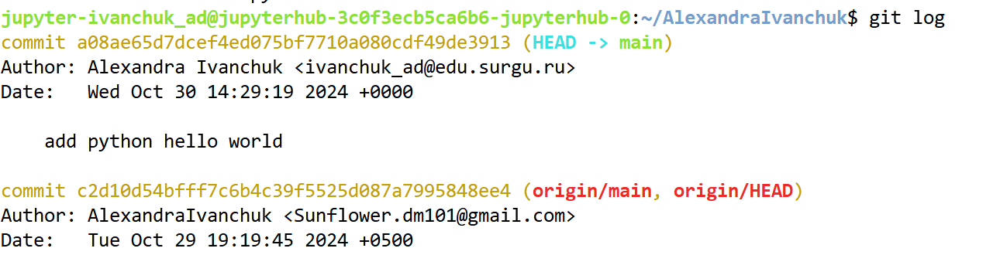 jupyter-ivanchuk_ad@jupyterhub-3c0f3ecb5ca6b6-jupyterhub-0:~/AlexandraIvanchuk$ git log
commit a08ae65d7dcef4ed075bf7710a080cdf49de3913 (HEAD -> main)
Author: Alexandra Ivanchuk <ivanchuk_ad@edu.surgu.ru>
Date:   Wed Oct 30 14:29:19 2024 +0000
    add python hello world
commit c2d10d54bfff7c6b4c39f5525d087a7995848ee4 (origin/main, origin/HEAD)
Author: AlexandraIvanchuk <Sunflower.dm101@gmail.com>
Date:   Tue Oct 29 19:19:45 2024 +0500